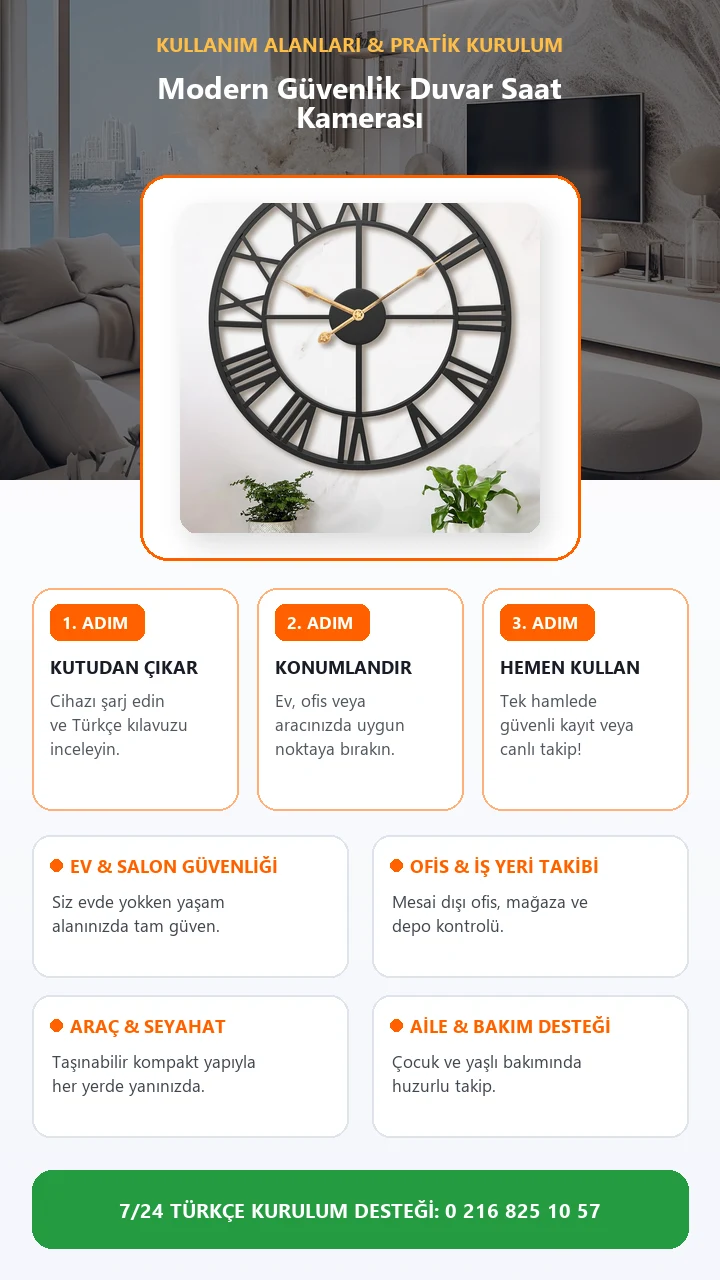 KULLANIM ALANLARI & PRATİK KURULUM
Modern Güvenlik Duvar Saat
Kamerası
1. ADIM
KUTUDAN ÇIKAR
Cihazı şarj edin
ve Türkçe kılavuzu
inceleyin.
2. ADIM
KONUMLANDIR
Ev, ofis veya
aracınızda uygun
noktaya bırakın.
3. ADIM
HEMEN KULLAN
Tek hamlede
güvenli kayıt veya
canlı takip!
EV & SALON GÜVENLİĞİ
Siz evde yokken yaşam
alanınızda tam güven.
OFİS & İŞ YERİ TAKİBİ
Mesai dışı ofis, mağaza ve
depo kontrolü.
ARAÇ & SEYAHAT
Taşınabilir kompakt yapıyla
her yerde yanınızda.
AİLE & BAKIM DESTEĞİ
Çocuk ve yaşlı bakımında
huzurlu takip.
7/24 TÜRKÇE KURULUM DESTEĞİ: 0 216 825 10 57